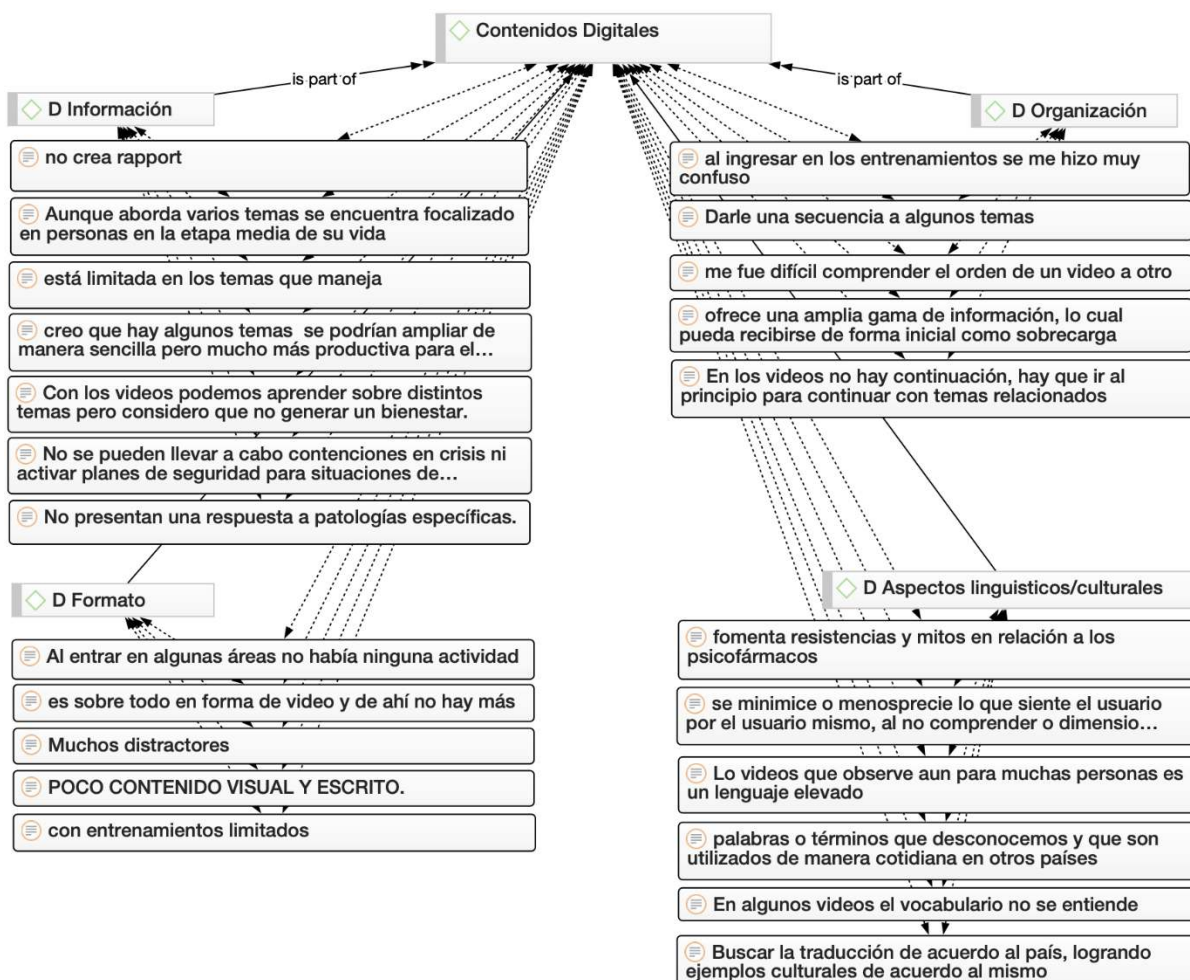 Contenidos Digitales
is part of
is part of
D Información
no crea rapport
Aunque aborda varios temas se encuentra focalizado
en personas en la etapa media de su vida
está limitada en los temas que maneja
creo que hay algunos temas se podrían ampliar de
manera sencilla pero mucho más productiva para el...
Con los videos podemos aprender sobre distintos
temas pero considero que no generar un bienestar.
No se pueden llevar a cabo contenciones en crisis ni
activar planes de seguridad para situaciones de...
No presentan una respuesta a patologías específicas.
D Formato
Al entrar en algunas áreas no había ninguna actividad
es sobre todo en forma de video y de ahí no hay más
Muchos distractores
POCO CONTENIDO VISUAL Y ESCRITO.
con entrenamientos limitados
D Organización
al ingresar en los entrenamientos se me hizo muy
confuso
Darle una secuencia a algunos temas
me fue difícil comprender el orden de un video a otro
ofrece una amplia gama de información, lo cual
pueda recibirse de forma inicial como sobrecarga
En los videos no hay continuación, hay que ir al
principio para continuar con temas relacionados
D Aspectos linguisticos/culturales
fomenta resistencias y mitos en relación a los
psicofármacos
se minimice o menosprecie lo que siente el usuario
por el usuario mismo, al no comprender o dimensio...
Lo videos que observe aun para muchas personas es
un lenguaje elevado
palabras o términos que desconocemos y que son
utilizados de manera cotidiana en otros países
En algunos videos el vocabulario no se entiende
Buscar la traducción de acuerdo al país, logrando
ejemplos culturales de acuerdo al mismo